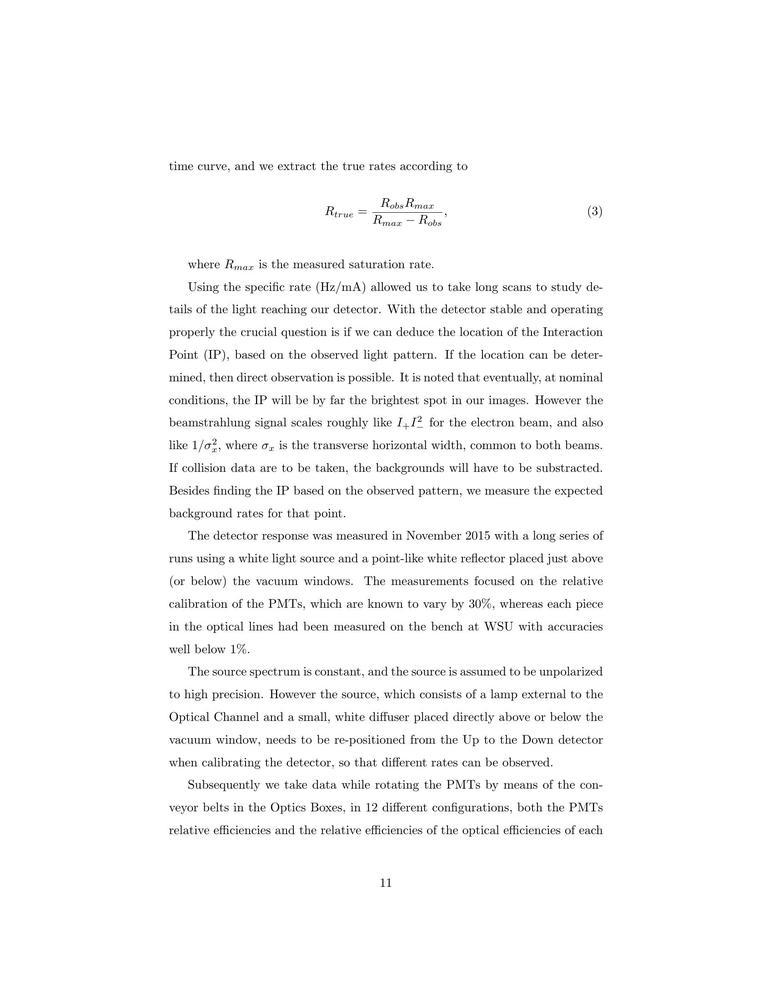 time curve, and we extract the true rates according to
R_{true} = \frac{R_{obs}R_{max}}{R_{max} - R_{obs}}, (3)
where R_{max} is the measured saturation rate.
Using the specific rate (Hz/mA) allowed us to take long scans to study de-
tails of the light reaching our detector. With the detector stable and operating
properly the crucial question is if we can deduce the location of the Interaction
Point (IP), based on the observed light pattern. If the location can be deter-
mined, then direct observation is possible. It is noted that eventually, at nominal
conditions, the IP will be by far the brightest spot in our images. However the
beamstrahlung signal scales roughly like I_+I_-^2 for the electron beam, and also
like 1/σ_x^2, where σ_x is the transverse horizontal width, common to both beams.
If collision data are to be taken, the backgrounds will have to be substracted.
Besides finding the IP based on the observed pattern, we measure the expected
background rates for that point.
The detector response was measured in November 2015 with a long series of
runs using a white light source and a point-like white reflector placed just above
(or below) the vacuum windows. The measurements focused on the relative
calibration of the PMTs, which are known to vary by 30%, whereas each piece
in the optical lines had been measured on the bench at WSU with accuracies
well below 1%.
The source spectrum is constant, and the source is assumed to be unpolarized
to high precision. However the source, which consists of a lamp external to the
Optical Channel and a small, white diffuser placed directly above or below the
vacuum window, needs to be re-positioned from the Up to the Down detector
when calibrating the detector, so that different rates can be observed.
Subsequently we take data while rotating the PMTs by means of the con-
veyor belts in the Optics Boxes, in 12 different configurations, both the PMTs
relative efficiencies and the relative efficiencies of the optical efficiencies of each
11